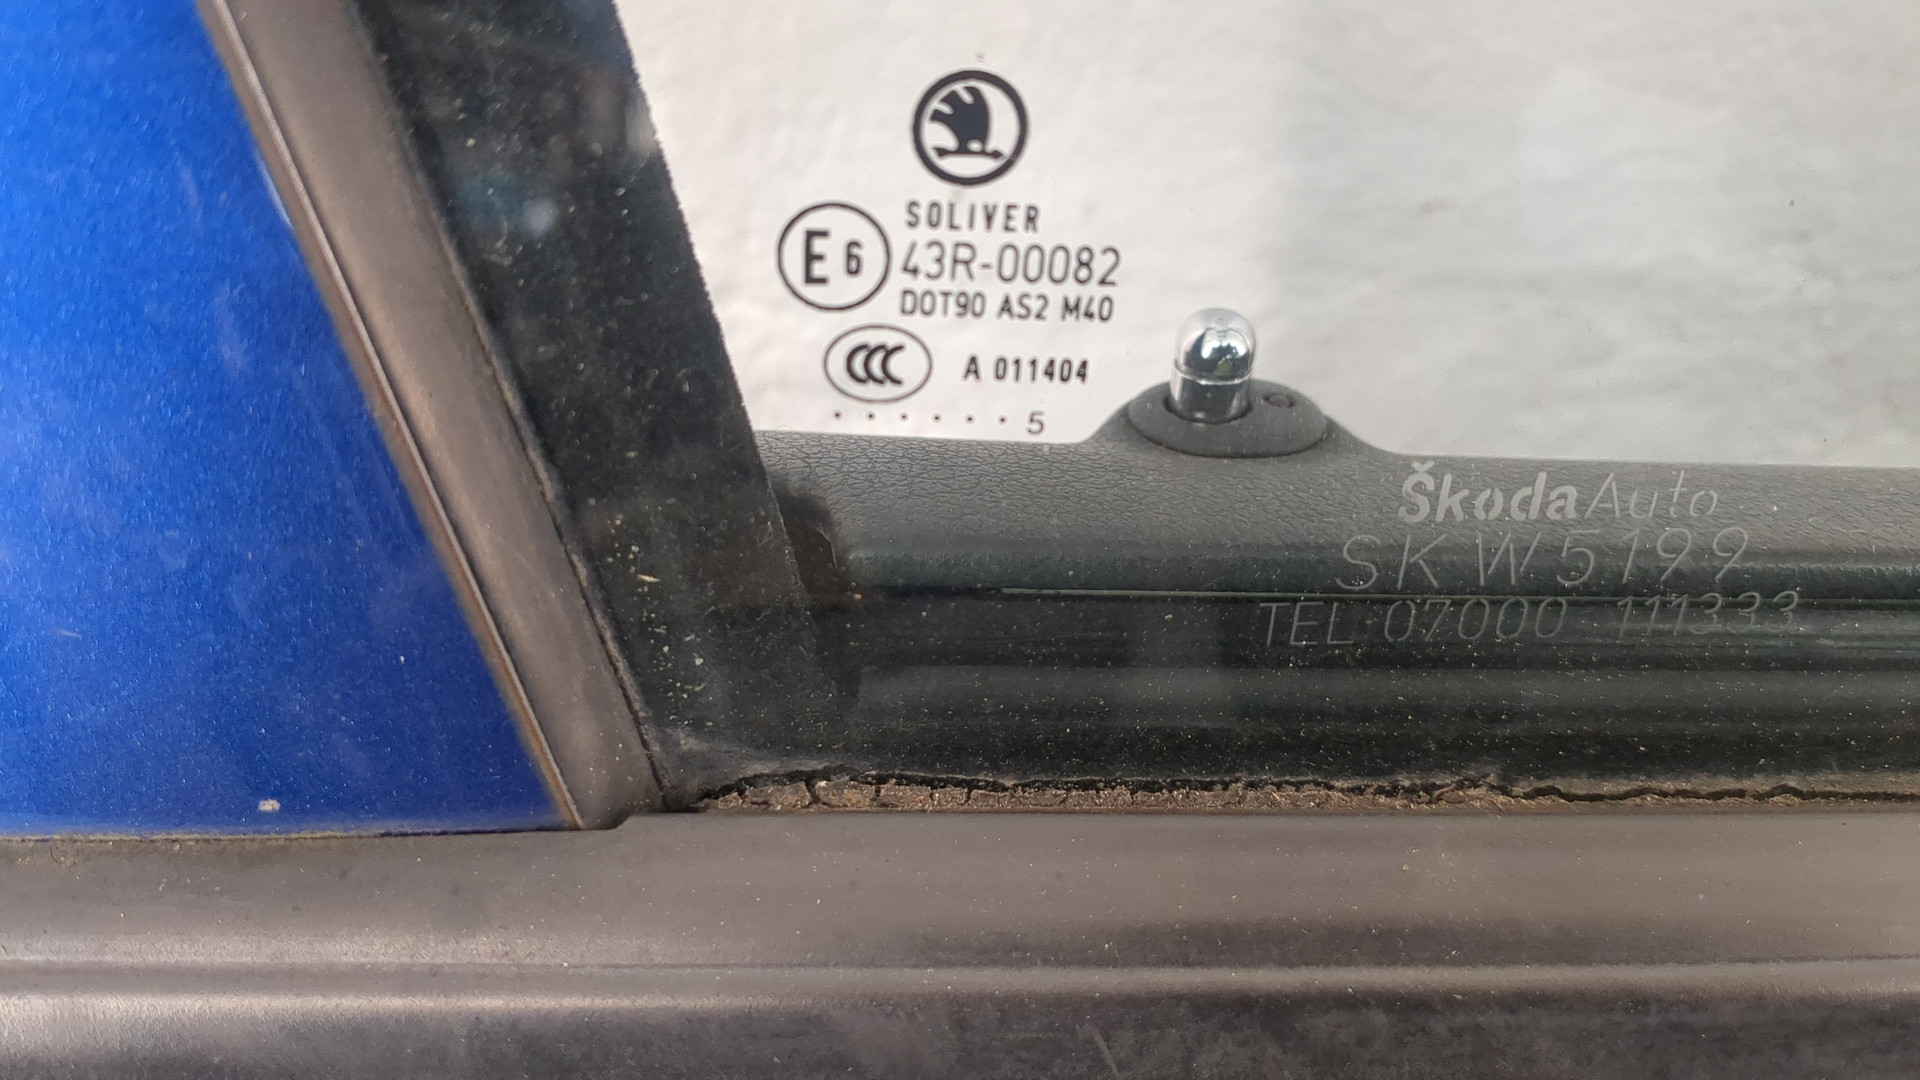 SOLIVER
E6
43R-00082
DOT90 AS2 M40
CCC A 011404
. . . . . . 5
ŠkodaAuto
SKW5199
TEL 07000 111333